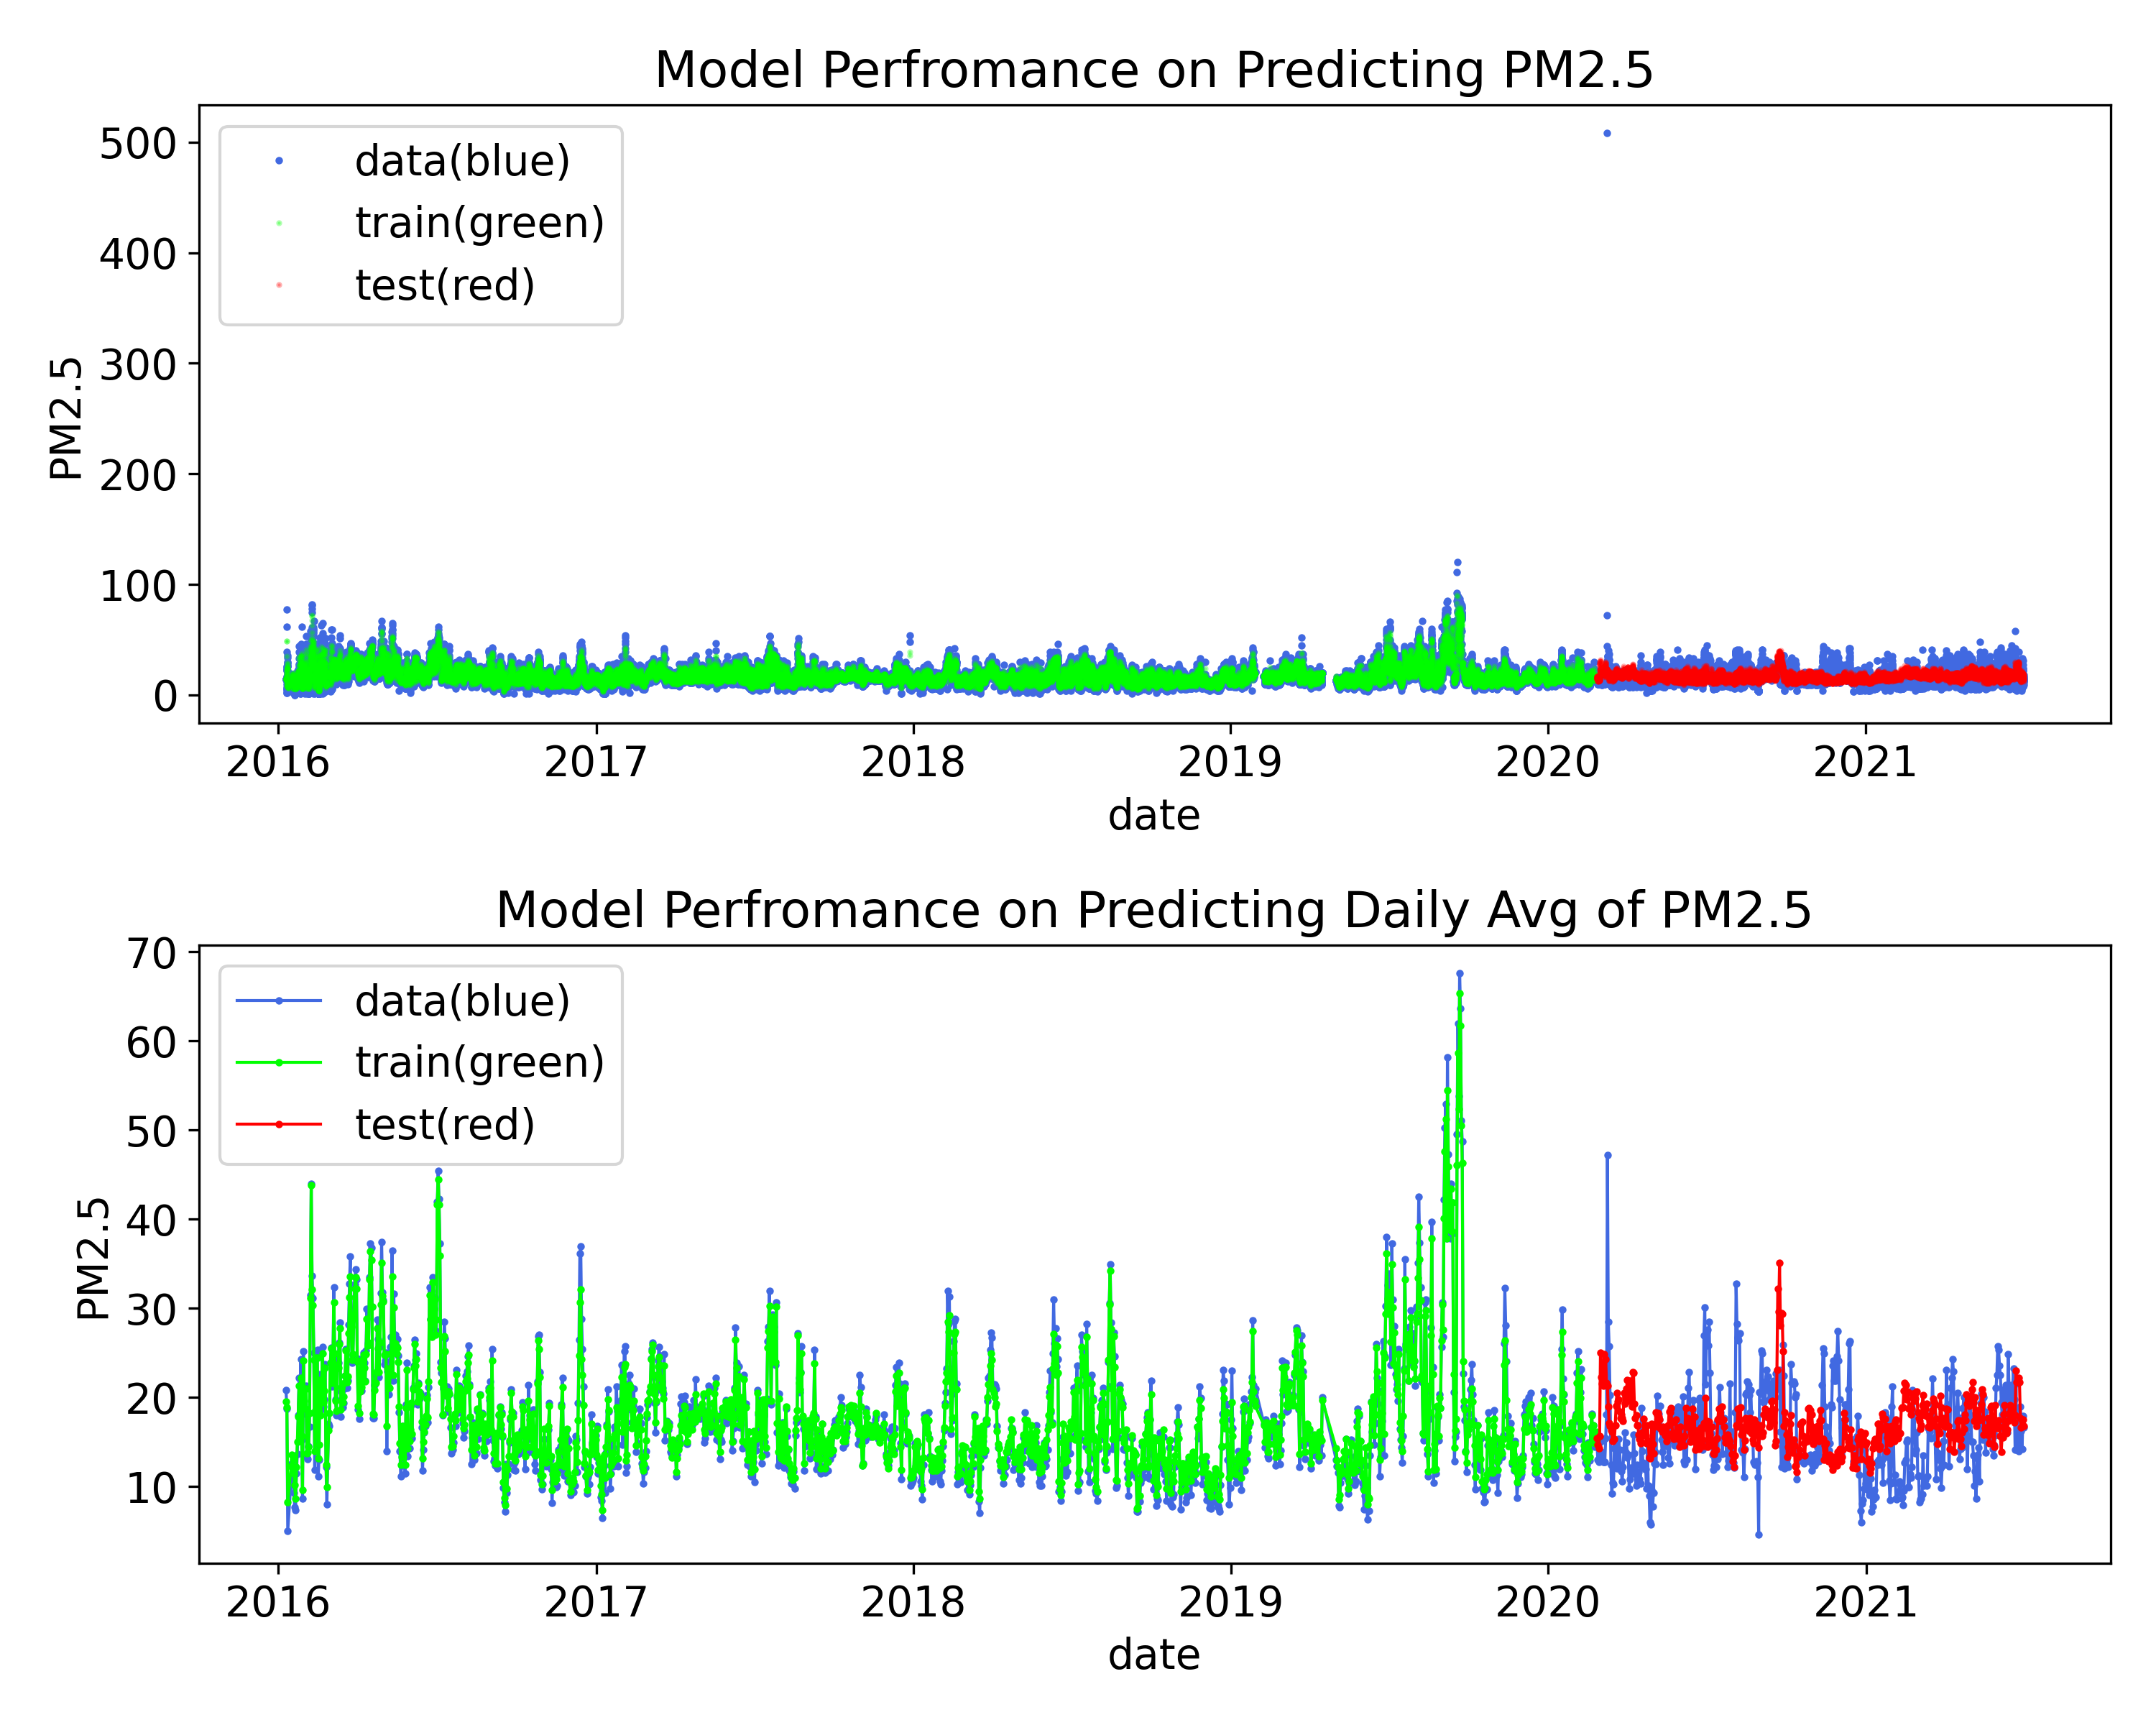 Model Perfromance on Predicting PM2.5
500
400
300
200
100
0
PM2.5
data(blue)
train(green)
test(red)
2016 2017 2018 2019 2020 2021
date
Model Perfromance on Predicting Daily Avg of PM2.5
70
60
50
40
30
20
10
PM2.5
data(blue)
train(green)
test(red)
2016 2017 2018 2019 2020 2021
date